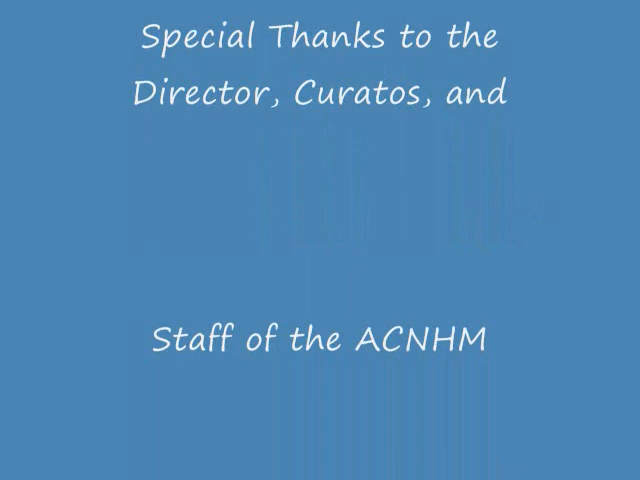 Special Thanks to the
Director, Curatos, and
Staff of the ACNHM